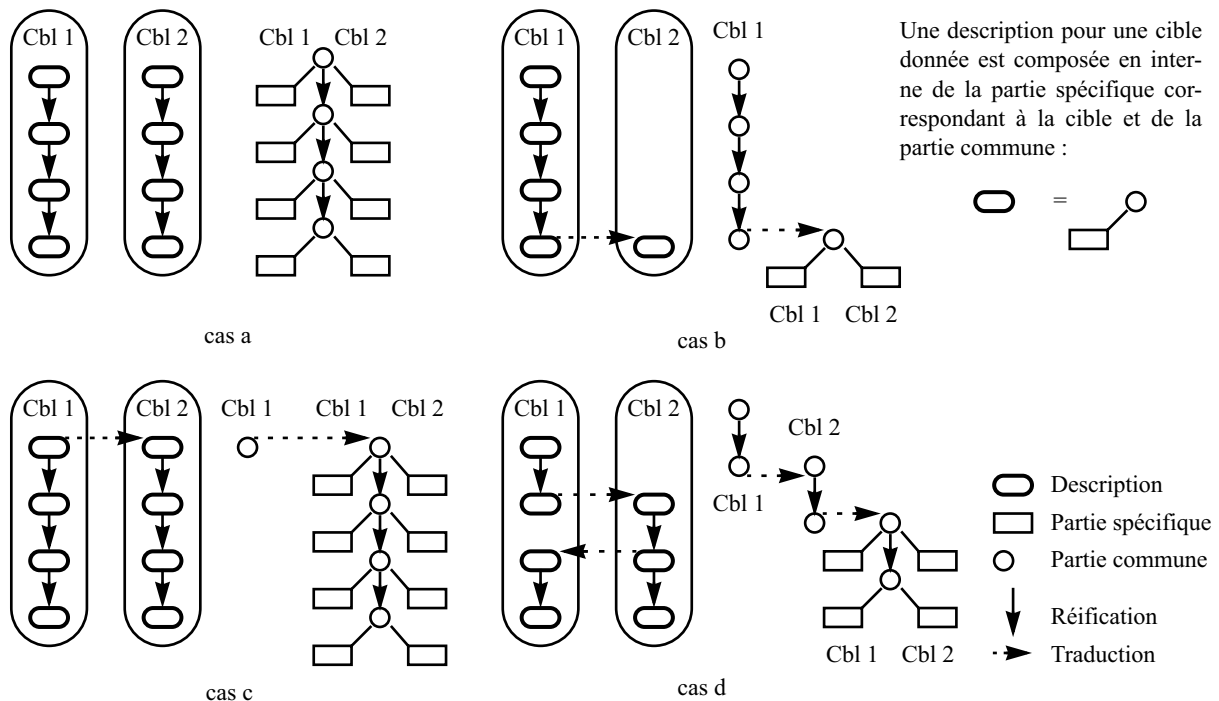 Cbl 1
Cbl 2
Cbl 1
Cbl 2
cas a
Cbl 1
Cbl 2
Cbl 1
Cbl 1
Cbl 2
cas b
Une description pour une cible
donnée est composée en inter-
ne de la partie spécifique cor-
respondant à la cible et de la
partie commune :
=
Cbl 1
Cbl 2
Cbl 1
Cbl 1
Cbl 2
cas c
Cbl 1
Cbl 2
Cbl 1
Cbl 2
Cbl 1
Cbl 2
cas d
Description
Partie spécifique
Partie commune
Réification
Traduction